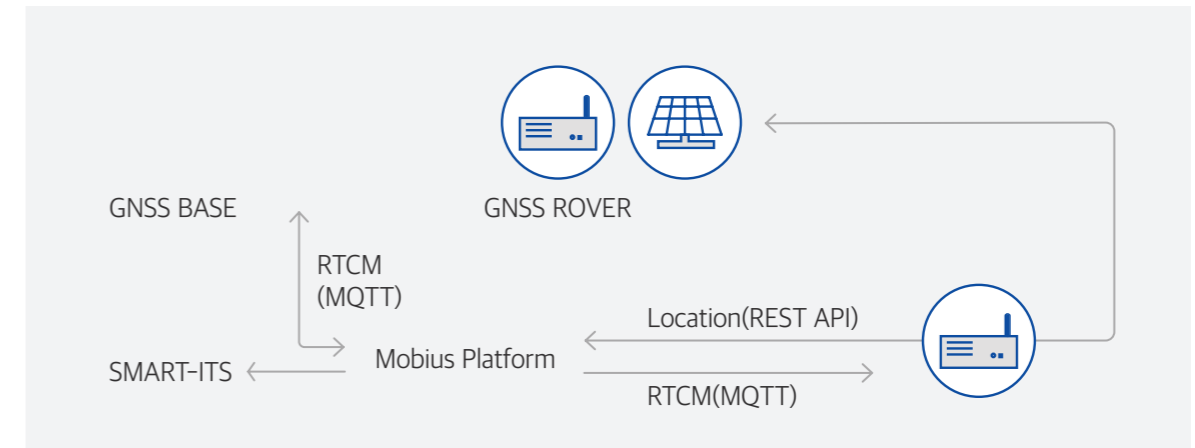 GNSS BASE
GNSS ROVER
RTCM
(MQTT)
Location(REST API)
SMART-ITS
Mobius Platform
RTCM(MQTT)